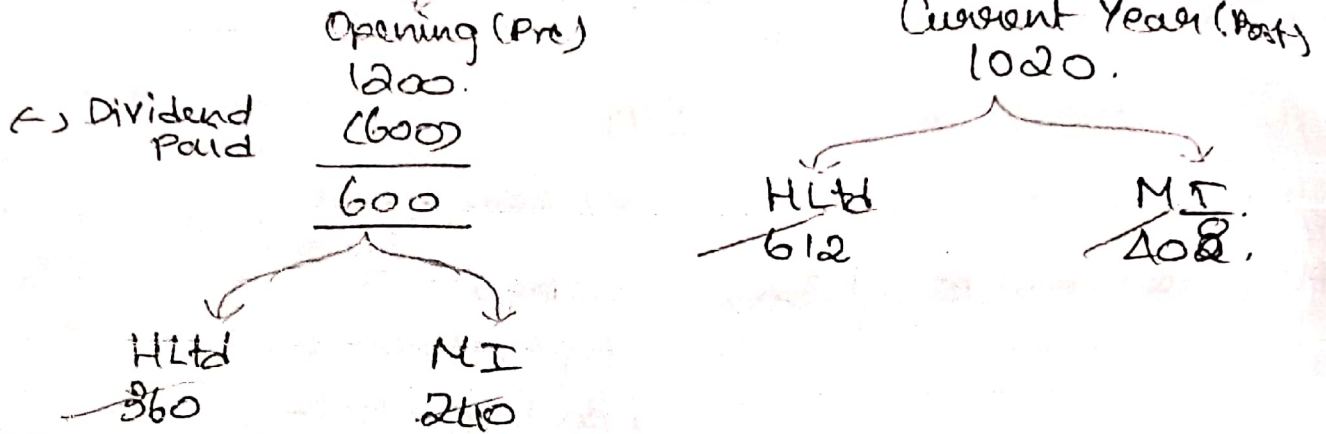 Opening (Pre)
1200.
(-) Dividend Paid (600)
600
HLtd MI
360 240
Current Year (Post)
1020.
HLtd MI.
612 408.